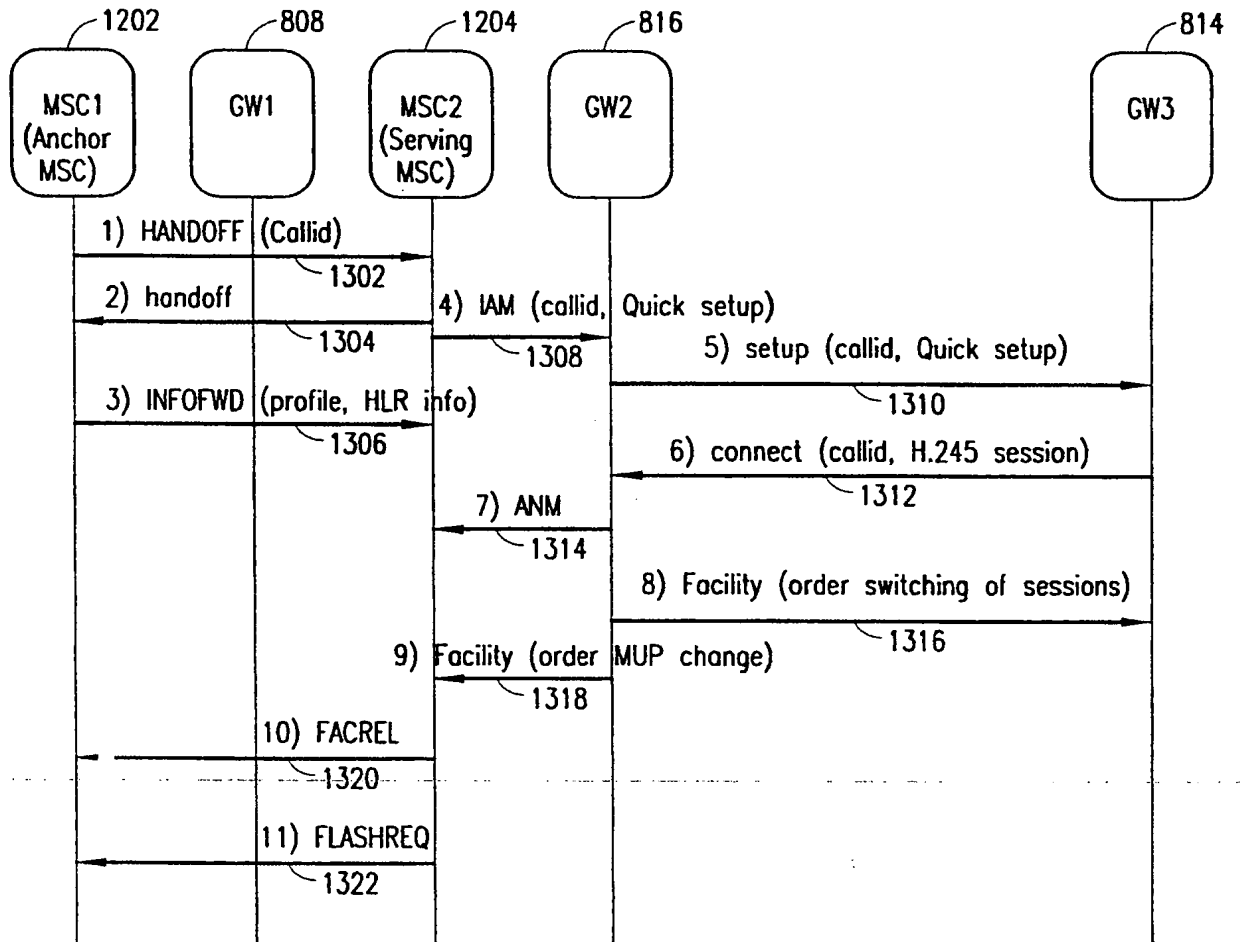 1202
808
1204
816
814
MSC1
(Anchor
MSC)
GW1
MSC2
(Serving
MSC)
GW2
GW3
1) HANDOFF (Callid)
1302
2) handoff
1304
4) IAM (callid, Quick setup)
1308
5) setup (callid, Quick setup)
1310
3) INFOFWD (profile, HLR info)
1306
6) connect (callid, H.245 session)
1312
7) ANM
1314
8) Facility (order switching of sessions)
1316
9) Facility (order MUP change)
1318
10) FACREL
1320
11) FLASHREQ
1322